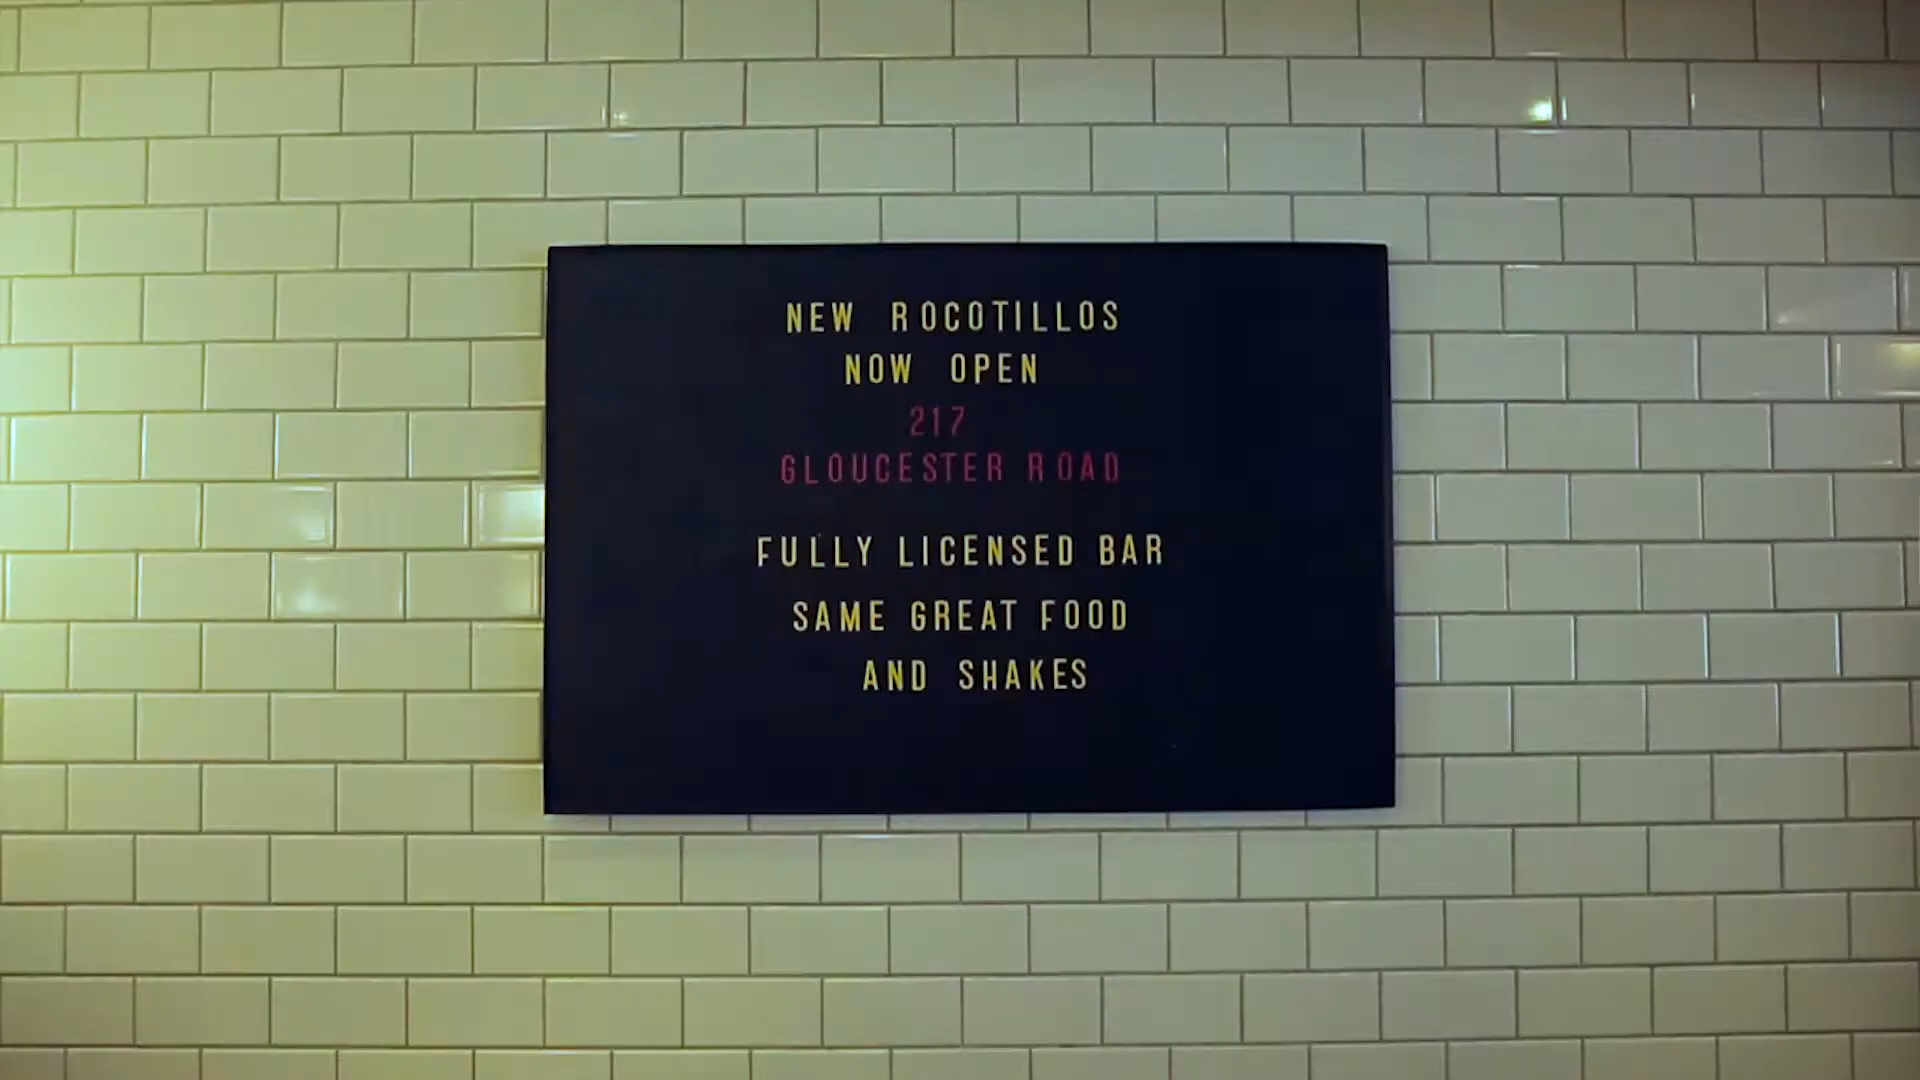 NEW ROCOTILLOS
NOW OPEN
217
GLOUCESTER ROAD
FULLY LICENSED BAR
SAME GREAT FOOD
AND SHAKES